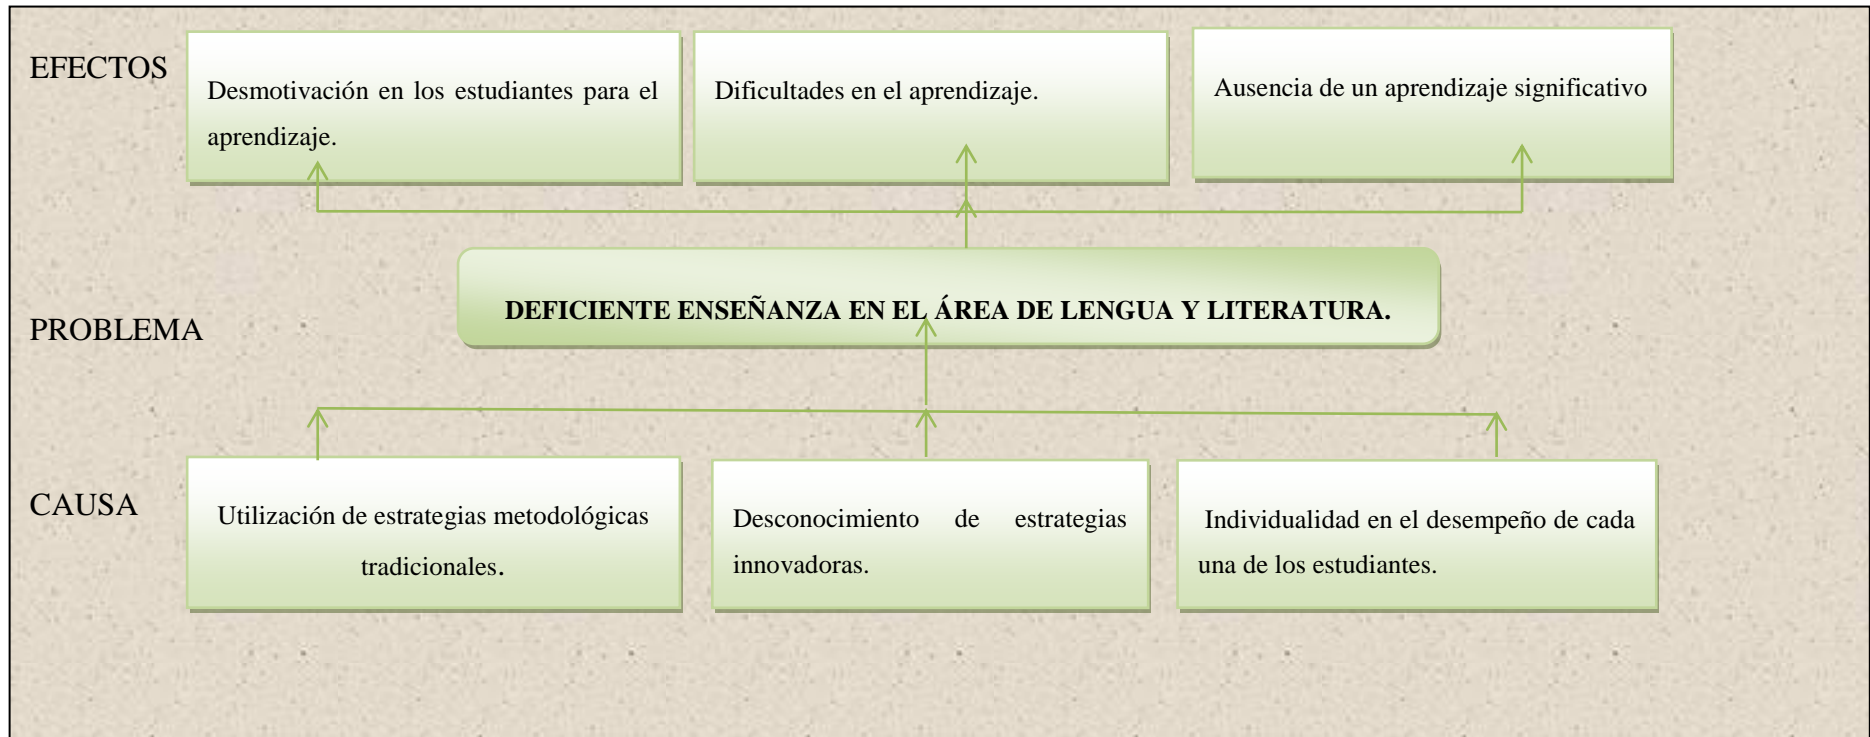 EFECTOS
Desmotivación en los estudiantes para el
aprendizaje.
Dificultades en el aprendizaje.
Ausencia de un aprendizaje significativo
PROBLEMA
DEFICIENTE ENSEÑANZA EN EL ÁREA DE LENGUA Y LITERATURA.
CAUSA
Utilización de estrategias metodológicas
tradicionales.
Desconocimiento de estrategias
innovadoras.
Individualidad en el desempeño de cada
una de los estudiantes.